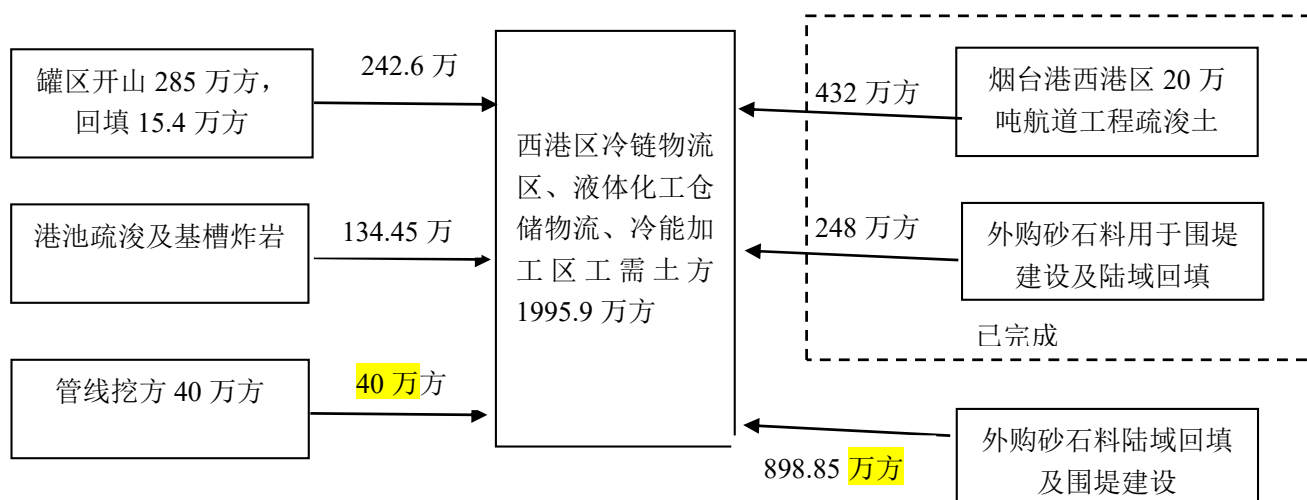 罐区开山 285 万方，
回填 15.4 万方
242.6 万
港池疏浚及基槽炸岩
134.45 万
管线挖方 40 万方
40 万方
西港区冷链物流
区、液体化工仓
储物流、冷能加
工区工需土方
1995.9 万方
432 万方
烟台港西港区 20 万
吨航道工程疏浚土
248 万方
外购砂石料用于围堤
建设及陆域回填
已完成
898.85 万方
外购砂石料陆域回填
及围堤建设